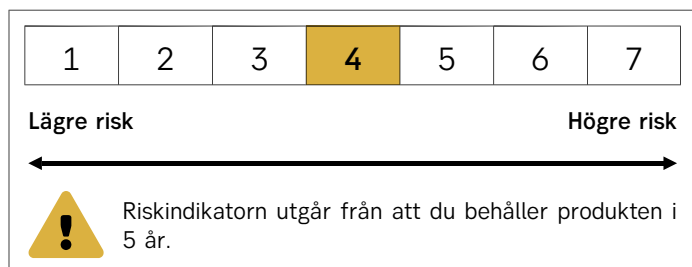 1 2 3 4 5 6 7
Lägre risk Högre risk
! Riskindikatorn utgår från att du behåller produkten i
5 år.